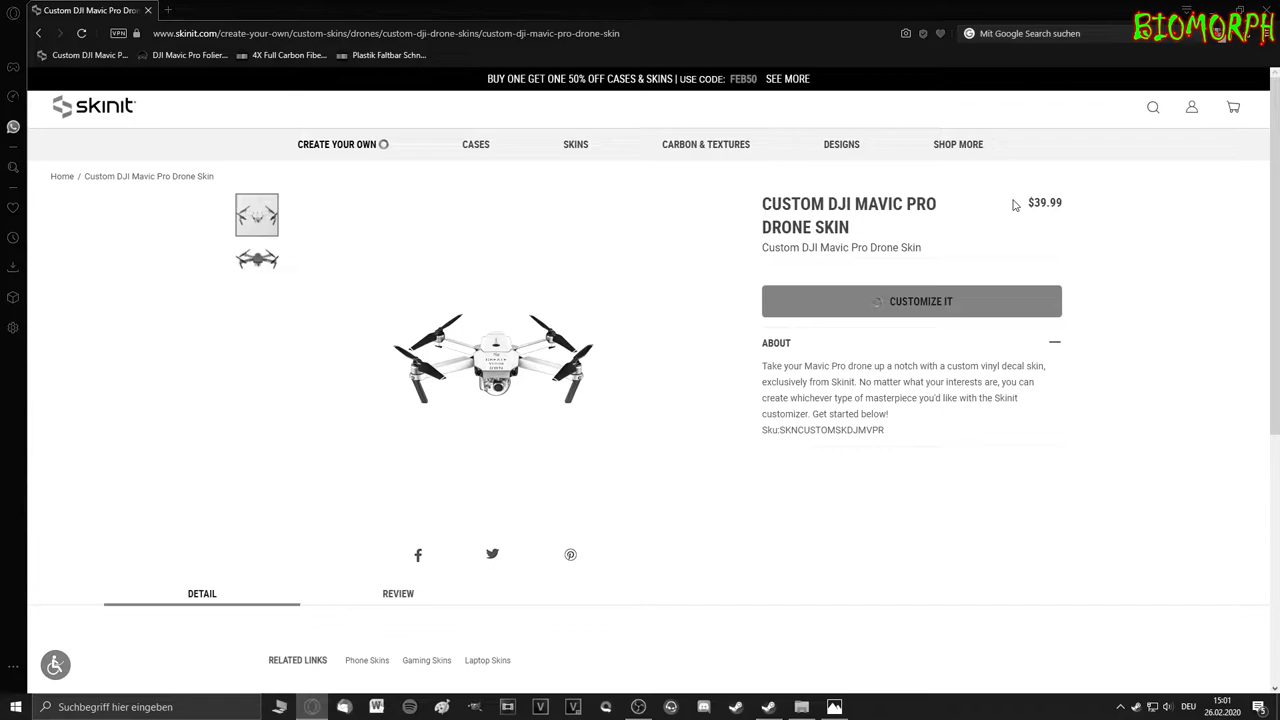 Custom DJI Mavic Pro Dron
BIOMORPH
VPN
www.skinit.com/create-your-own/custom-skins/drones/custom-dji-drone-skins/custom-dji-mavic-pro-drone-skin
Mit Google Suchen suchen
Custom DJI Mavic P...
DJI Mavic Pro Folier...
4X Full Carbon Fibe...
Plastik Faltbar Schn...
BUY ONE GET ONE 50% OFF CASES & SKINS | USE CODE: FEB50 SEE MORE
skinit
CREATE YOUR OWN
CASES
SKINS
CARBON & TEXTURES
DESIGNS
SHOP MORE
Home / Custom DJI Mavic Pro Drone Skin
CUSTOM DJI MAVIC PRO
DRONE SKIN
$39.99
Custom DJI Mavic Pro Drone Skin
CUSTOMIZE IT
ABOUT
Take your Mavic Pro drone up a notch with a custom vinyl decal skin,
exclusively from Skinit. No matter what your interests are, you can
create whichever type of masterpiece you'd like with the Skinit
customizer. Get started below!
Sku:SKNCUSTOMSKDJMVPR
DETAIL
REVIEW
RELATED LINKS
Phone Skins
Gaming Skins
Laptop Skins
Suchbegriff hier eingeben
DEU
15:01
26.02.2020